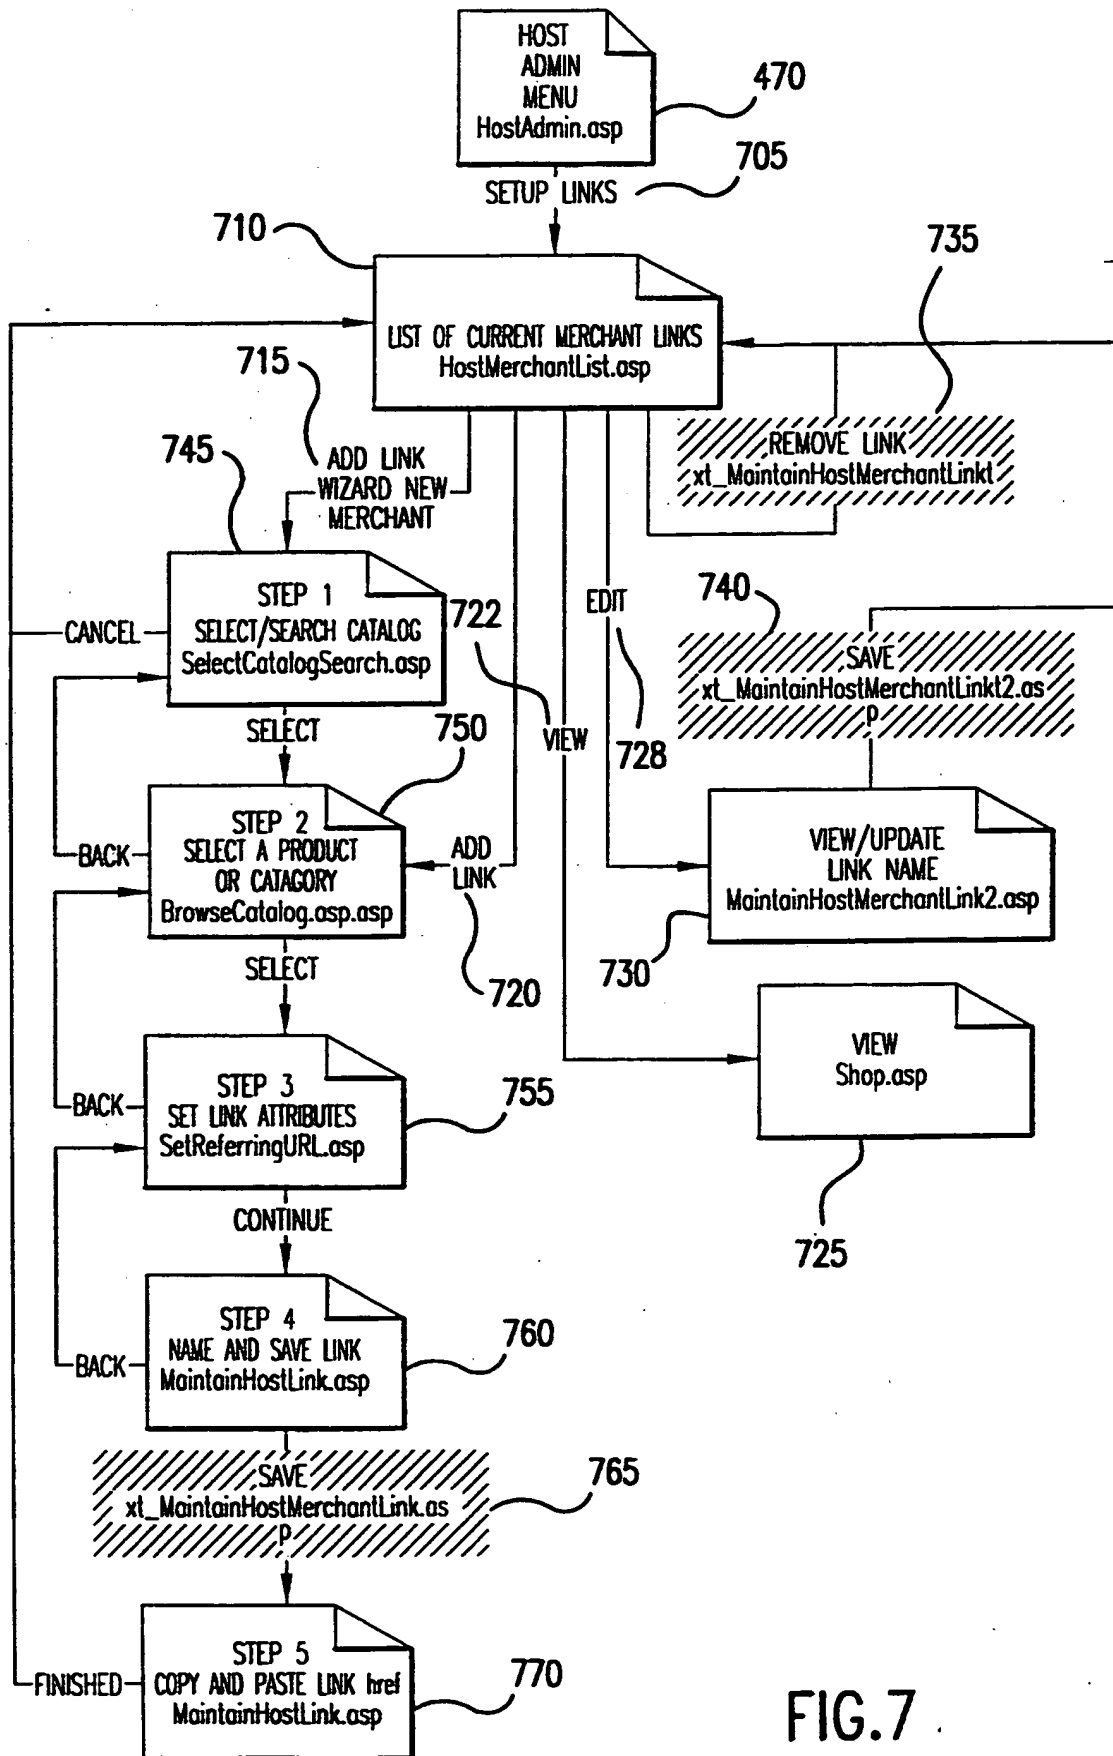 HOST
ADMIN
MENU
HostAdmin.asp
470
SETUP LINKS
705
710
735
LIST OF CURRENT MERCHANT LINKS
HostMerchantList.asp
715
REMOVE LINK
xt_MaintainHostMerchantLinkt
745
ADD LINK
WIZARD NEW
MERCHANT
STEP 1
SELECT/SEARCH CATALOG
SelectCatalogSearch.asp
CANCEL
722
EDIT
740
SAVE
xt_MaintainHostMerchantLinkt2.as
p
SELECT
750
VIEW
728
STEP 2
SELECT A PRODUCT
OR CATAGORY
BrowseCatalog.asp.asp
BACK
ADD
LINK
VIEW/UPDATE
LINK NAME
MaintainHostMerchantLink2.asp
730
SELECT
720
STEP 3
SET LINK ATTRIBUTES
SetReferringURL.asp
BACK
755
VIEW
Shop.asp
725
CONTINUE
STEP 4
NAME AND SAVE LINK
MaintainHostLink.asp
BACK
760
SAVE
xt_MaintainHostMerchantLink.as
p
765
STEP 5
COPY AND PASTE LINK href
MaintainHostLink.asp
FINISHED
770
FIG.7